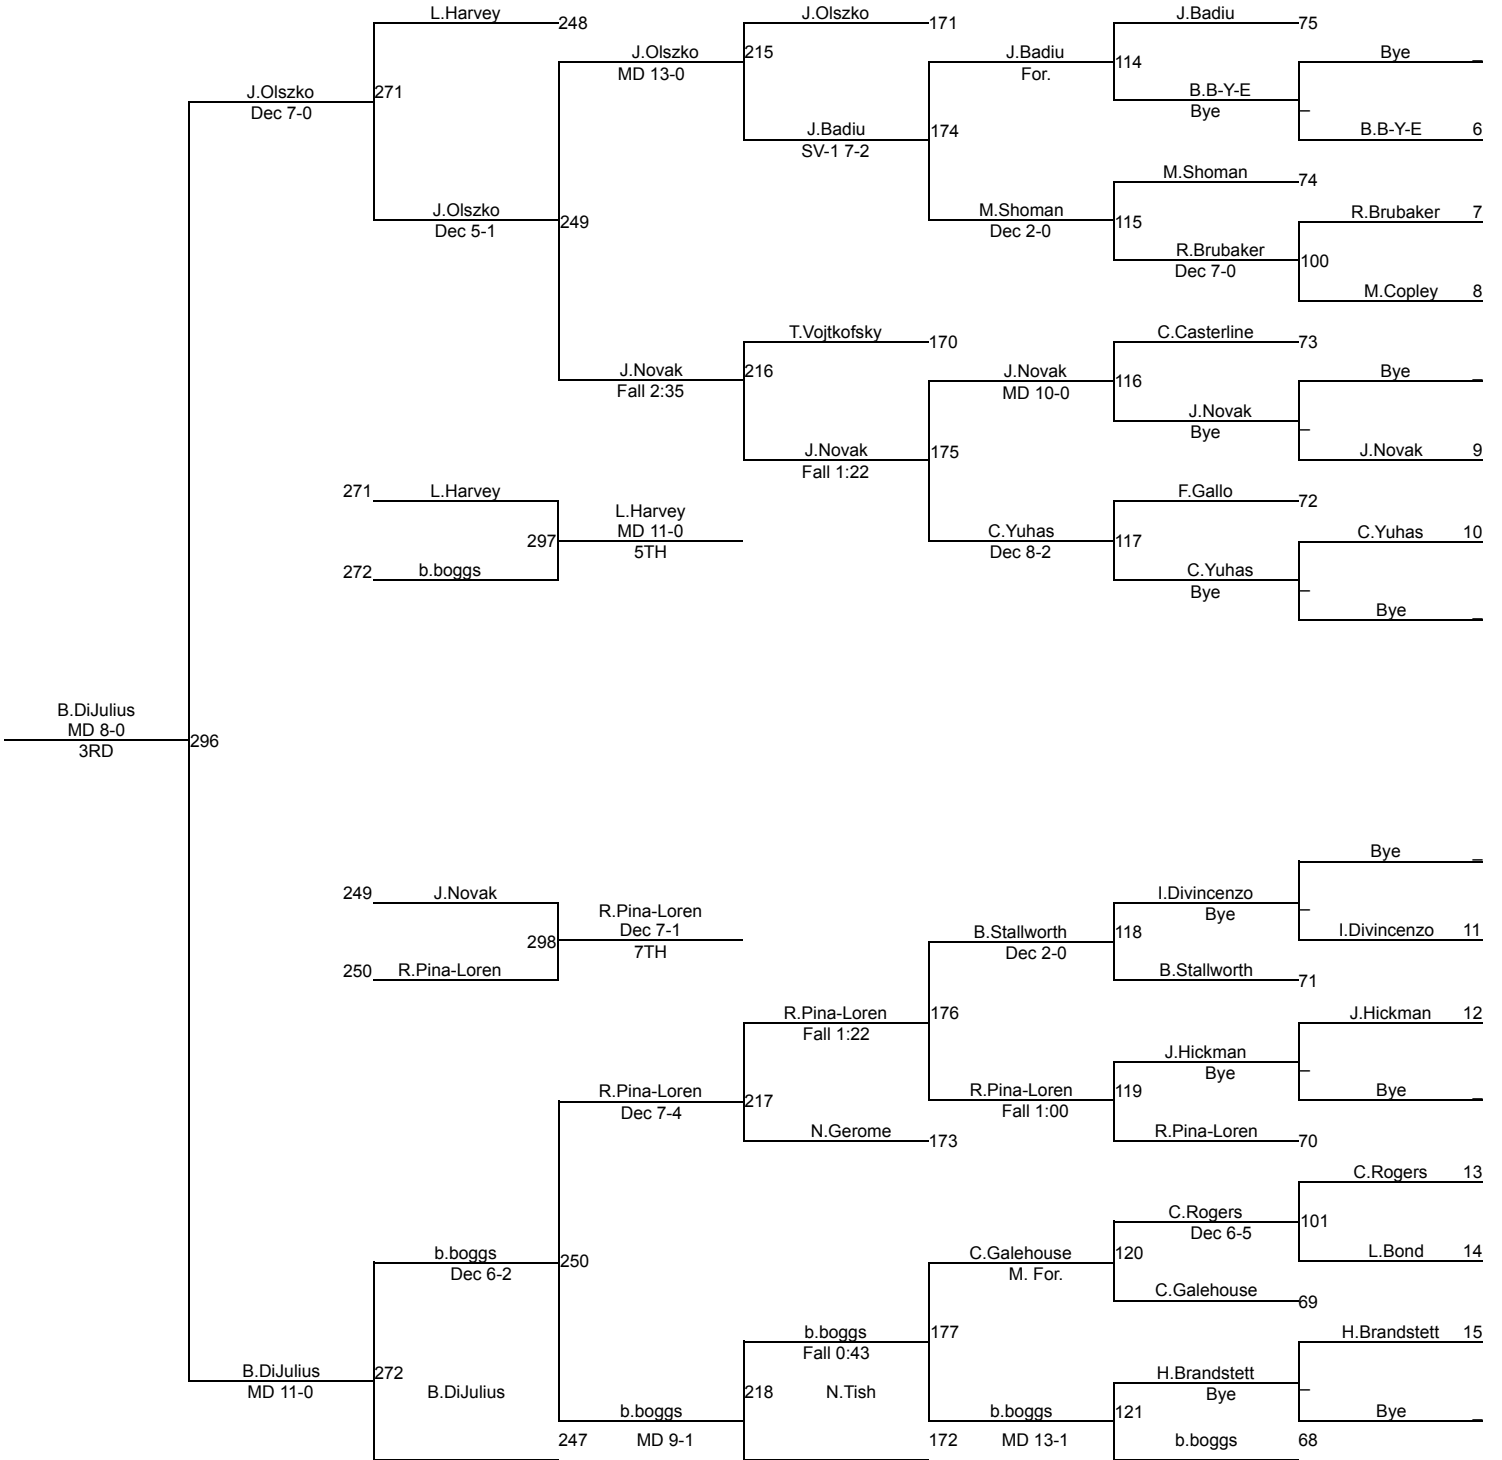 L.Harvey 248 J.Olszko 171 J.Badiu 75
J.Olszko 215 J.Badiu 114 Bye _
MD 13-0 For.
J.Olszko 271 B.B-Y-E _
Dec 7-0 Bye
J.Badiu 174 B.B-Y-E 6
SV-1 7-2
M.Shoman 74
J.Olszko 249 M.Shoman 115 R.Brubaker 7
Dec 5-1 Dec 2-0
R.Brubaker 100
Dec 7-0
M.Copley 8
T.Vojtkofsky 170 C.Casterline 73
J.Novak 216 J.Novak 116 Bye _
Fall 2:35 MD 10-0
J.Novak _
Bye
J.Novak 175 J.Novak 9
Fall 1:22
271 L.Harvey F.Gallo 72
L.Harvey
297 MD 11-0 C.Yuhas 117 C.Yuhas 10
5TH Dec 8-2
272 b.boggs C.Yuhas _
Bye
Bye _
B.DiJulius
MD 8-0 296
3RD
Bye _
249 J.Novak I.Divincenzo _
R.Pina-Loren Bye
298 Dec 7-1 B.Stallworth 118 I.Divincenzo 11
7TH Dec 2-0
250 R.Pina-Loren B.Stallworth 71
R.Pina-Loren 176 J.Hickman 12
Fall 1:22
J.Hickman _
Bye
R.Pina-Loren 217 R.Pina-Loren 119 Bye _
Dec 7-4 Fall 1:00
N.Gerome 173 R.Pina-Loren 70
C.Rogers 13
C.Rogers 101
Dec 6-5
b.boggs 250 C.Galehouse 120 L.Bond 14
Dec 6-2 M. For.
C.Galehouse 69
b.boggs 177 H.Brandstett 15
Fall 0:43
B.DiJulius 272 H.Brandstett _
MD 11-0 B.DiJulius 218 N.Tish Bye
b.boggs b.boggs 121 Bye _
247 MD 9-1 172 MD 13-1 b.boggs 68